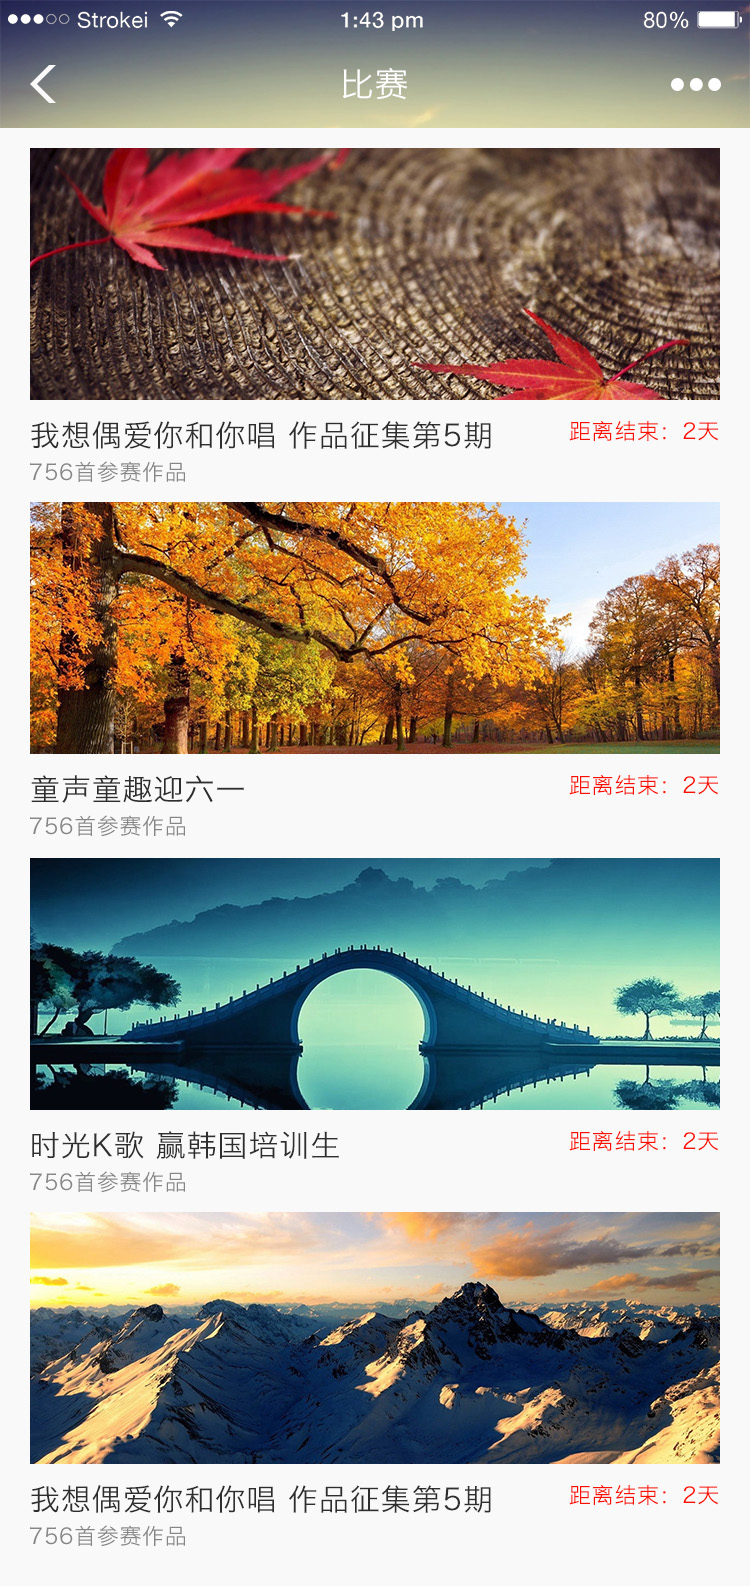 Strokei 1:43 pm 80%
比赛
我想偶爱你和你唱 作品征集第5期 距离结束：2天
756首参赛作品
童声童趣迎六一 距离结束：2天
756首参赛作品
时光K歌 赢韩国培训生 距离结束：2天
756首参赛作品
我想偶爱你和你唱 作品征集第5期 距离结束：2天
756首参赛作品